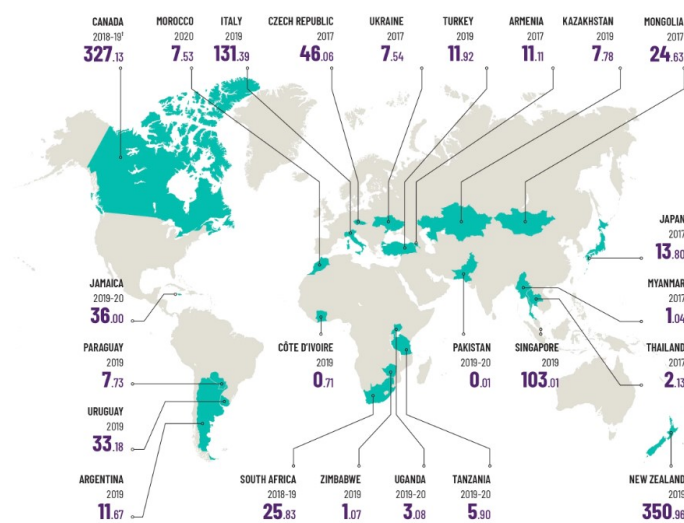 CANADA
2018-19¹
327.13
MOROCCO
2020
7.53
ITALY
2019
131.39
CZECH REPUBLIC
2017
46.06
UKRAINE
2017
7.54
TURKEY
2019
11.92
ARMENIA
2017
11.11
KAZAKHSTAN
2019
7.78
MONGOLIA
2017
24.63
JAPAN
2017
13.80
JAMAICA
2019-20
36.00
MYANMAR
2017
1.04
PARAGUAY
2019
7.73
CÔTE D'IVOIRE
2019
0.71
PAKISTAN
2019-20
0.01
SINGAPORE
2019
103.01
THAILAND
2017
2.13
URUGUAY
2019
33.18
ARGENTINA
2019
11.67
SOUTH AFRICA
2018-19
25.83
ZIMBABWE
2019
1.07
UGANDA
2019-20
3.08
TANZANIA
2019-20
5.90
NEW ZEALAND
2019
350.96